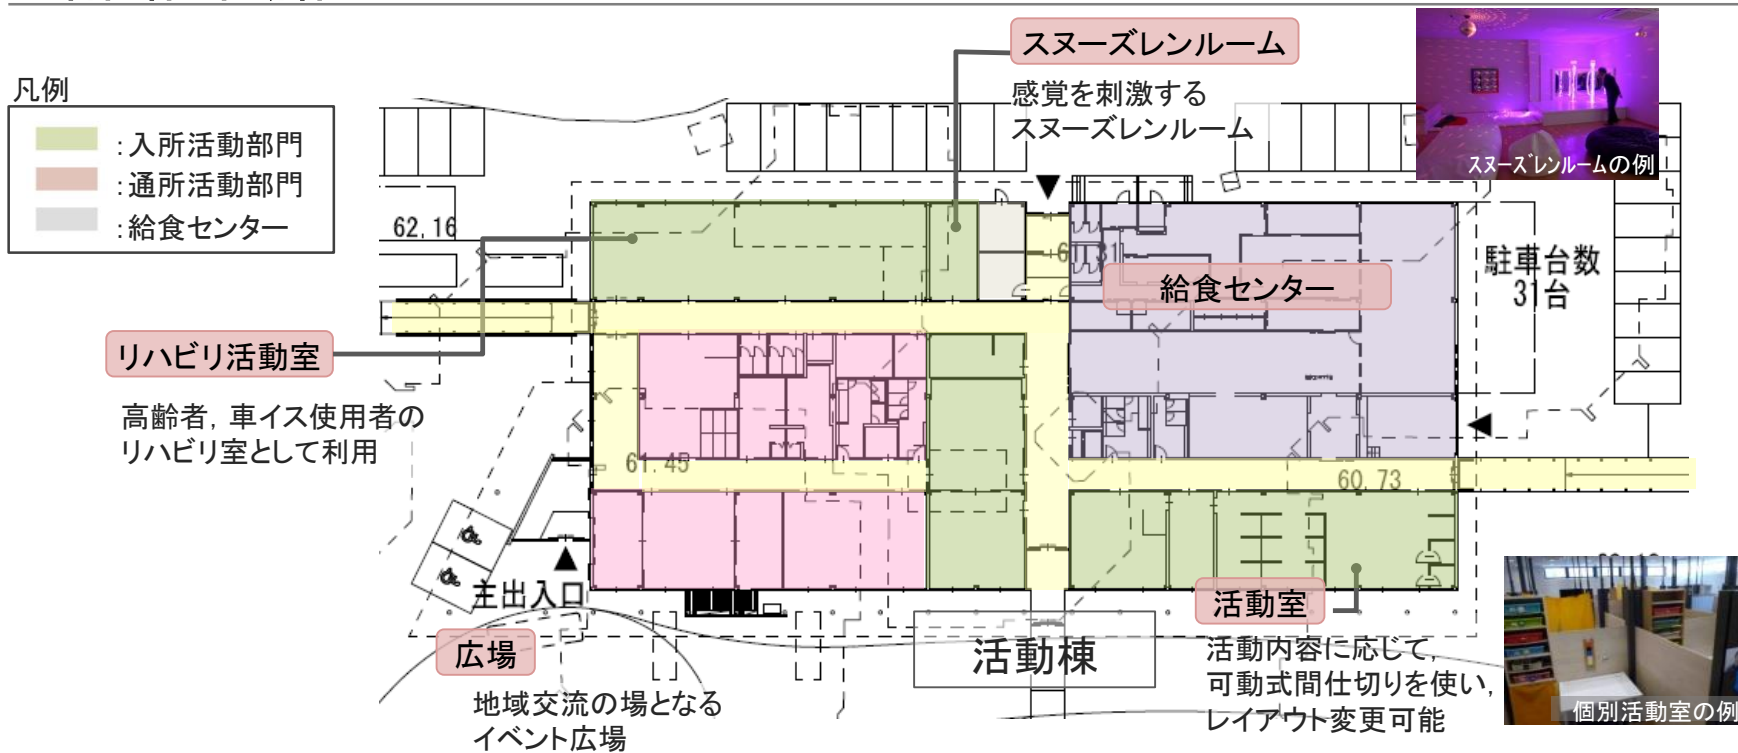 スヌーズレンルーム
感覚を刺激する
スヌーズレンルーム
スヌーズレンルームの例
凡例
：入所活動部門
：通所活動部門
：給食センター
62.16
給食センター
駐車台数
31台
リハビリ活動室
高齢者，車イス使用者の
リハビリ室として利用
61.45
60.73
主出入口
広場
地域交流の場となる
イベント広場
活動棟
活動室
活動内容に応じて，
可動式間仕切りを使い，
レイアウト変更可能
個別活動室の例